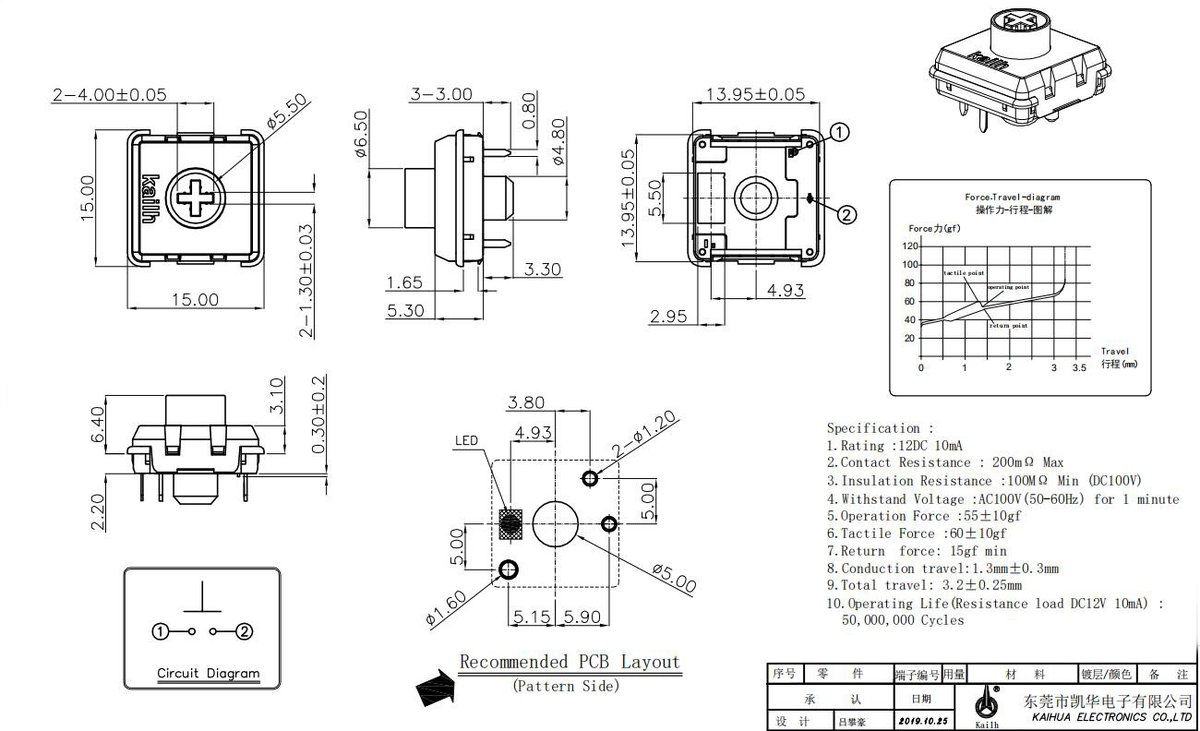 2-4.00±0.05
ø5.50
15.00
kailh
15.00
2-1.30±0.03
3-3.00
0.80
ø6.50
ø4.80
1.65
3.30
5.30
13.95±0.05
1
13.95±0.05
5.50
2
4.93
2.95
kailh
Force-Travel-diagram
操作力-行程-图解
Force力(gf)
120
100
80
60
40
20
tactile point
operating point
return point
0
1
2
3
3.5
Travel
行程(mm)
6.40
3.10
0.30±0.2
2.20
3.80
4.93
LED
2-ø1.20
5.00
5.00
ø5.00
ø1.60
5.15
5.90
Recommended PCB Layout
(Pattern Side)
1
2
Circuit Diagram
Specification :
1.Rating :12DC 10mA
2.Contact Resistance : 200mΩ Max
3.Insulation Resistance :100MΩ Min (DC100V)
4.Withstand Voltage :AC100V(50-60Hz) for 1 minute
5.Operation Force :55±10gf
6.Tactile Force :60±10gf
7.Return force: 15gf min
8.Conduction travel:1.3mm±0.3mm
9.Total travel: 3.2±0.25mm
10.Operating Life(Resistance load DC12V 10mA) :
50,000,000 Cycles
序号 零 件 端子编号 用量 材 料 镀层/颜色 备 注
承 认 日期
设 计 吕攀豪 2019.10.25
®
Kailh
东莞市凯华电子有限公司
KAIHUA ELECTRONICS CO.,LTD